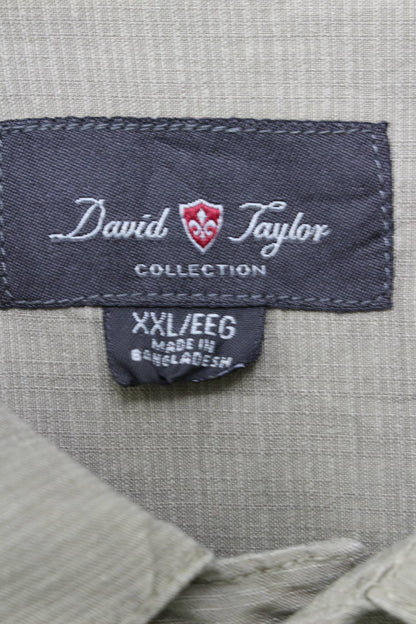 David Taylor
COLLECTION
XXL/EEG
MADE IN
BANGLADESH